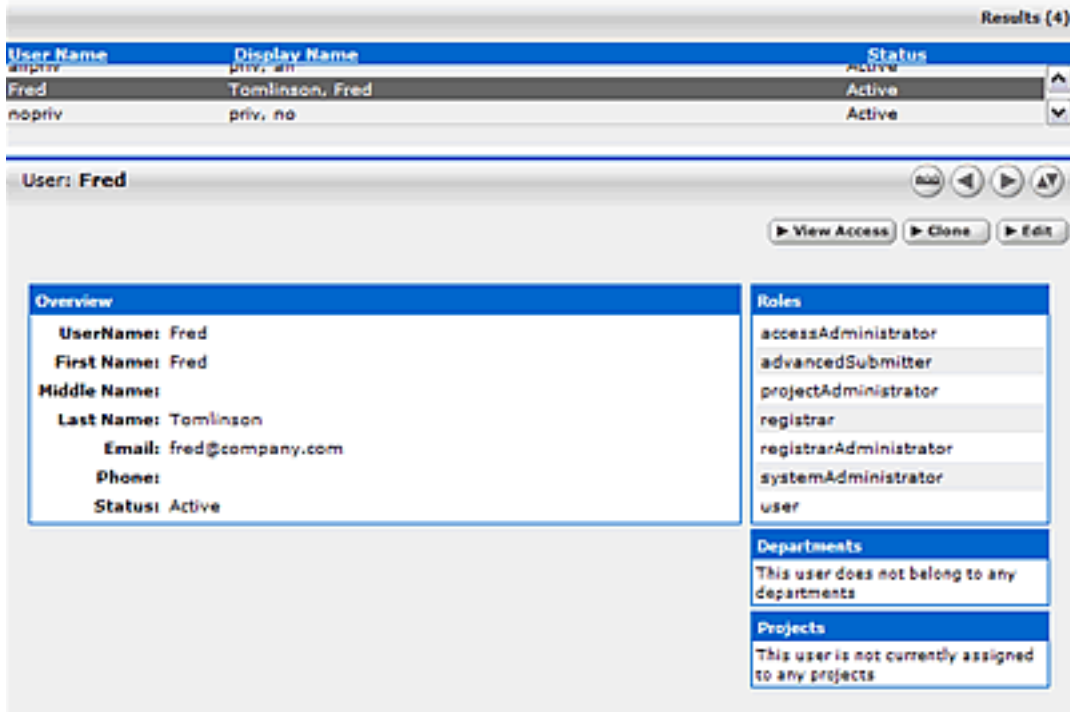 Results (4)
User Name Display Name Status
allpriv priv, all Active
Fred Tomlinson, Fred Active
nopriv priv, no Active
User: Fred
View Access Clone Edit
Overview
UserName: Fred
First Name: Fred
Middle Name:
Last Name: Tomlinson
Email: fred@company.com
Phone:
Status: Active
Roles
accessAdministrator
advancedSubmitter
projectAdministrator
registrar
registrarAdministrator
systemAdministrator
user
Departments
This user does not belong to any
departments
Projects
This user is not currently assigned
to any projects